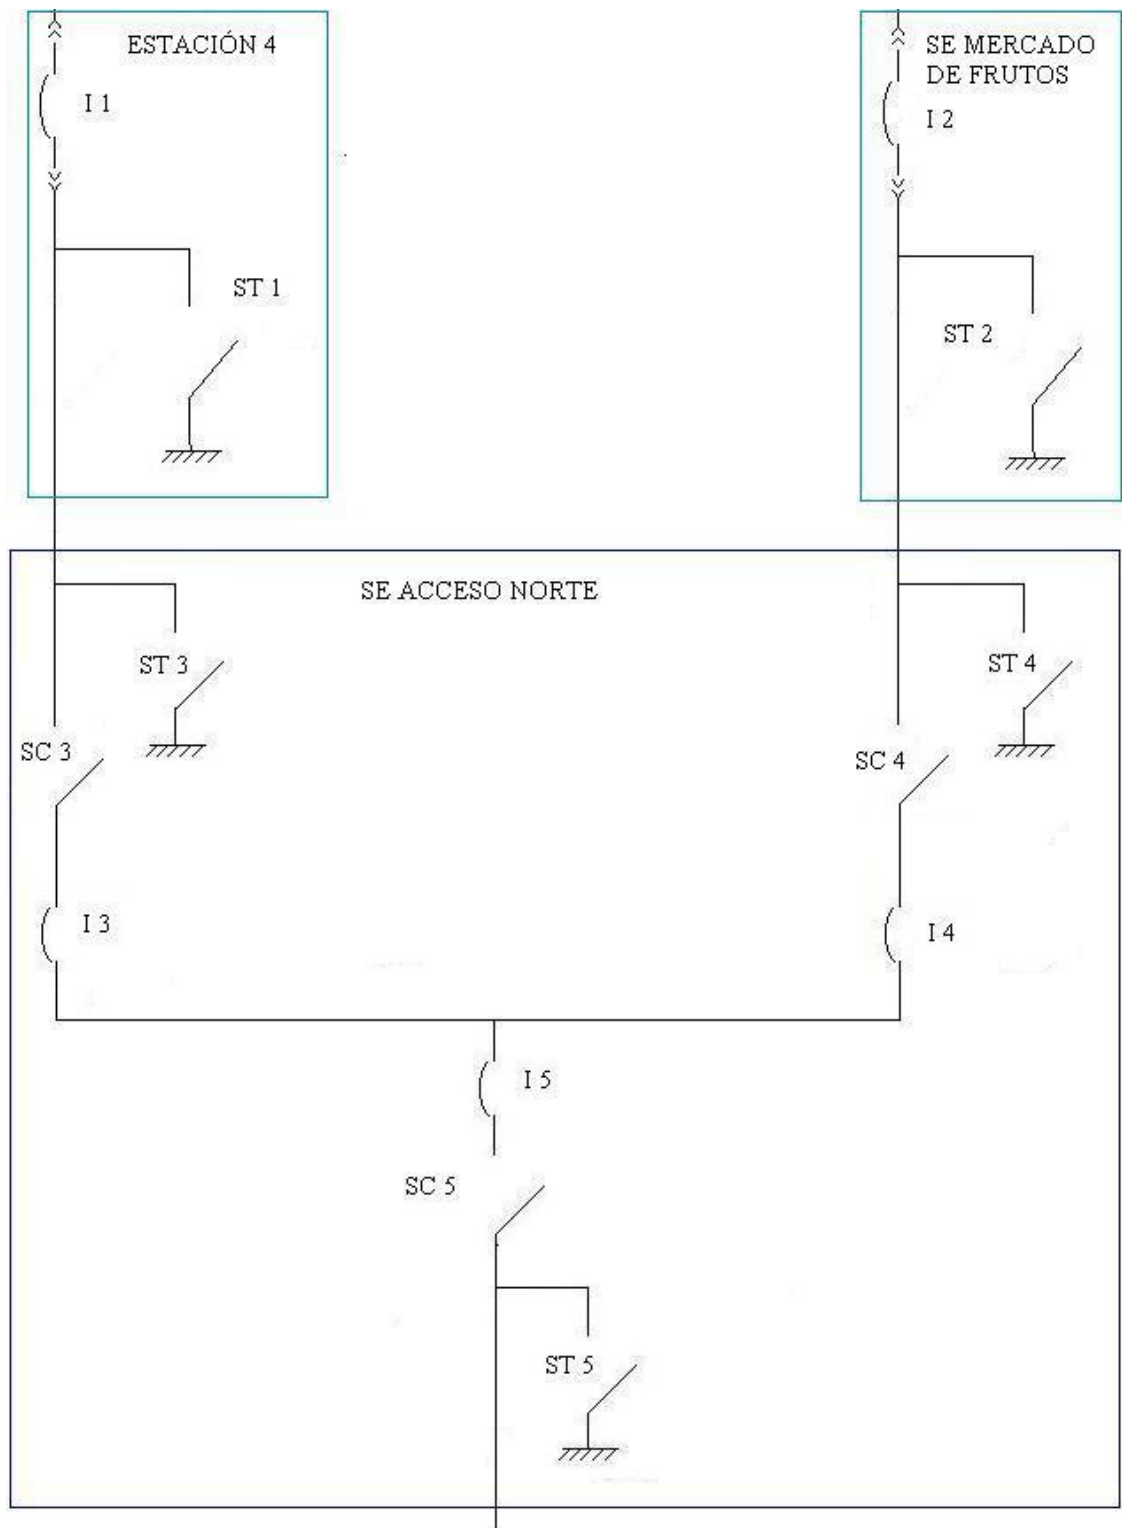 ESTACIÓN 4
SE MERCADO
DE FRUTOS
I 1
I 2
ST 1
ST 2
SE ACCESO NORTE
ST 3
ST 4
SC 3
SC 4
I 3
I 4
I 5
SC 5
ST 5